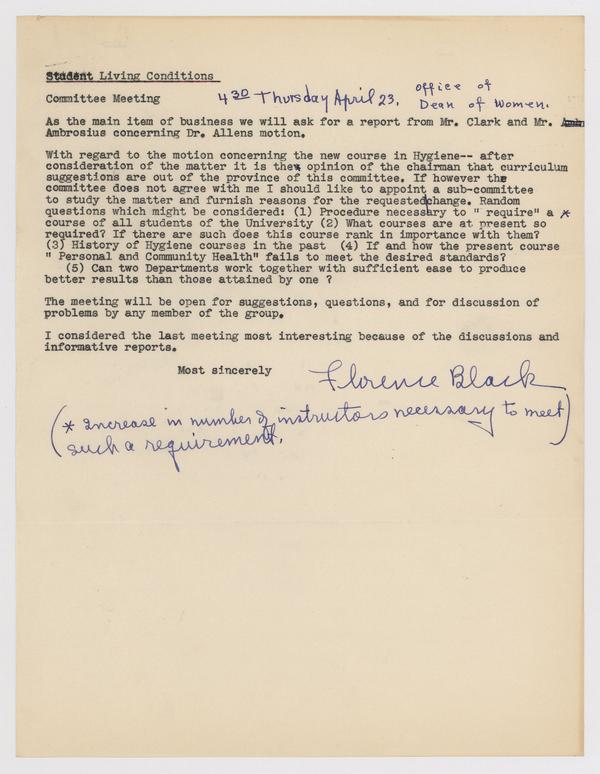 Student Living Conditions
Committee Meeting 4 30 Thursday April 23. Office of
Dean of Women.
As the main item of business we will ask for a report from Mr. Clark and Mr.
Ambrosius concerning Dr. Allens motion.
With regard to the motion concerning the new course in Hygiene-- after
consideration of the matter it is the opinion of the chairman that curriculum
suggestions are out of the province of this committee. If however the
committee does not agree with me I should like to appoint a sub-committee
to study the matter and furnish reasons for the requested change. Random
questions which might be considered: (1) Procedure necessary to " require" a *
course of all students of the University (2) What courses are at present so
required? If there are such does this course rank in importance with them?
(3) History of Hygiene courses in the past (4) If and how the present course
" Personal and Community Health" fails to meet the desired standards?
(5) Can two Departments work together with sufficient ease to produce
better results than those attained by one ?
The meeting will be open for suggestions, questions, and for discussion of
problems by any member of the group.
I considered the last meeting most interesting because of the discussions and
informative reports.
Most sincerely Florence Black
(* Increase in number of instructors necessary to meet
such a requirement.)